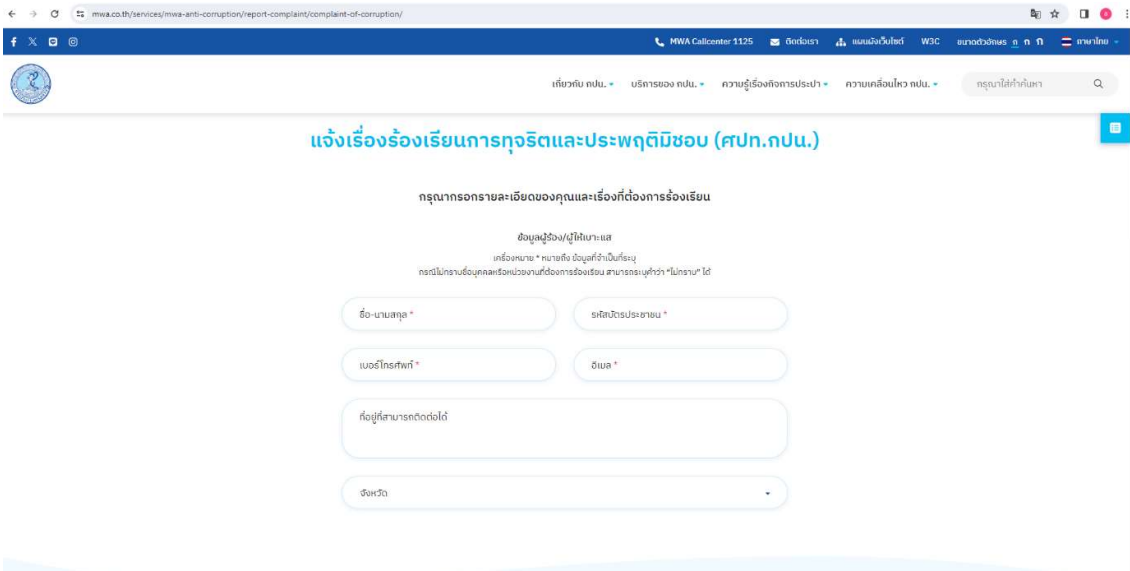 mwa.co.th/services/mwa-anti-corruption/report-complaint/complaint-of-corruption/
MWA Callcenter 1125 ติดต่อเรา แผนผังเว็บไซต์ W3C ขนาดตัวอักษร ก ก ก ภาษาไทย
เกี่ยวกับ กปน. บริการของ กปน. ความรู้เรื่องกิจการประปา ความเคลื่อนไหว กปน. กรุณาใส่คำค้นหา
แจ้งเรื่องร้องเรียนการทุจริตและประพฤติมิชอบ (ศปท.กปน.)
กรุณากรอกรายละเอียดของคุณและเรื่องที่ต้องการร้องเรียน
ข้อมูลผู้ร้อง/ผู้ให้เบาะแส
เครื่องหมาย * หมายถึง ข้อมูลที่จำเป็นที่ระบุ
กรณีไม่ทราบชื่อบุคคลหรือหน่วยงานที่ต้องการร้องเรียน สามารถระบุคำว่า "ไม่ทราบ" ได้
ชื่อ-นามสกุล * รหัสบัตรประชาชน *
เบอร์โทรศัพท์ * อีเมล *
ที่อยู่ที่สามารถติดต่อได้
จังหวัด